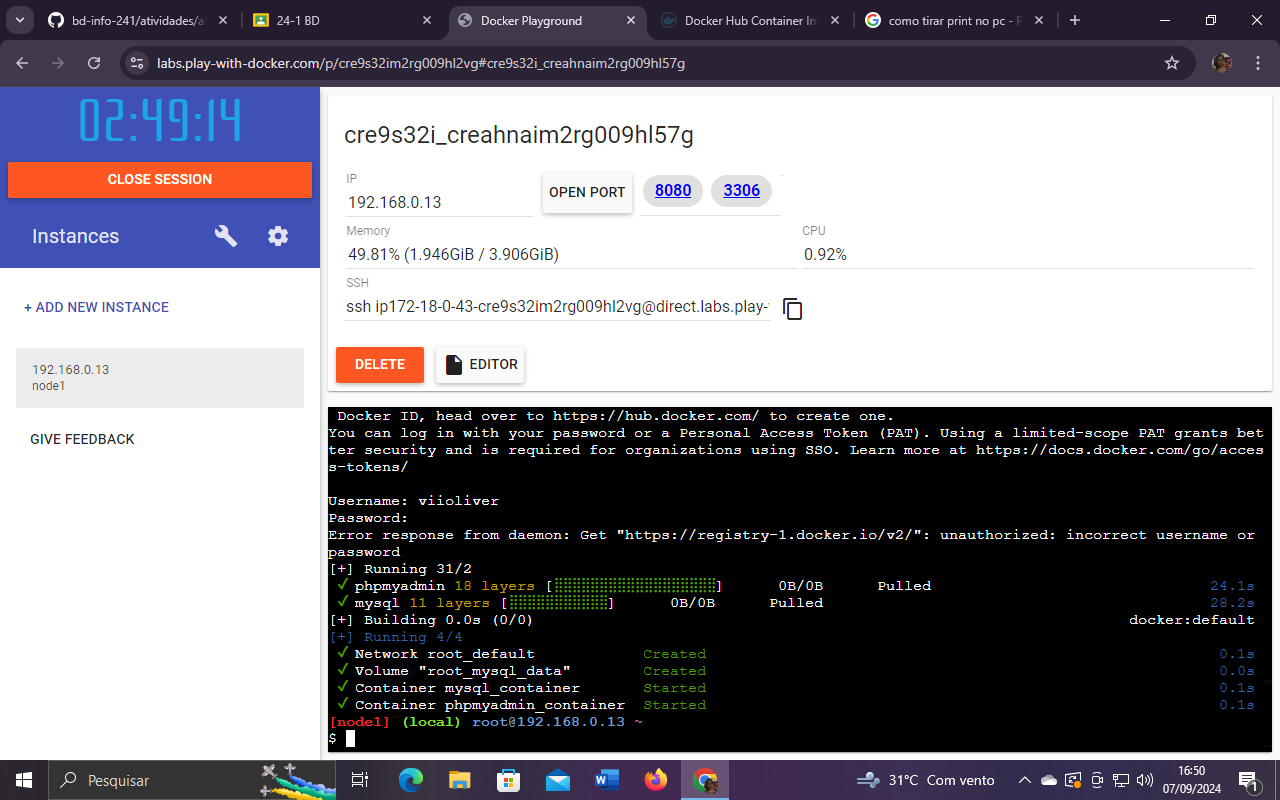 bd-info-241/atividades/at
24-1 BD
Docker Playground
Docker Hub Container Im
como tirar print no pc - P
labs.play-with-docker.com/p/cre9s32im2rg009hl2vg#cre9s32i_creahnaim2rg009hl57g
02:49:14
CLOSE SESSION
Instances
+ ADD NEW INSTANCE
192.168.0.13
node1
GIVE FEEDBACK
cre9s32i_creahnaim2rg009hl57g
IP
192.168.0.13
OPEN PORT
8080
3306
Memory
49.81% (1.946GiB / 3.906GiB)
CPU
0.92%
SSH
ssh ip172-18-0-43-cre9s32im2rg009hl2vg@direct.labs.play-
DELETE
EDITOR
Docker ID, head over to https://hub.docker.com/ to create one.
You can log in with your password or a Personal Access Token (PAT). Using a limited-scope PAT grants bet
ter security and is required for organizations using SSO. Learn more at https://docs.docker.com/go/acces
s-tokens/
Username: viioliver
Password:
Error response from daemon: Get "https://registry-1.docker.io/v2/": unauthorized: incorrect username or
password
[+] Running 31/2
✓ phpmyadmin 18 layers [⣿⣿⣿⣿⣿⣿⣿⣿⣿⣿⣿⣿⣿⣿⣿⣿⣿⣿] 0B/0B Pulled 24.1s
✓ mysql 11 layers [⣿⣿⣿⣿⣿⣿⣿⣿⣿⣿⣿] 0B/0B Pulled 28.2s
[+] Building 0.0s (0/0) docker:default
[+] Running 4/4
✓ Network root_default Created 0.1s
✓ Volume "root_mysql_data" Created 0.0s
✓ Container mysql_container Started 0.1s
✓ Container phpmyadmin_container Started 0.1s
[node1] (local) root@192.168.0.13 ~
$
Pesquisar
31°C Com vento
16:50
07/09/2024
1